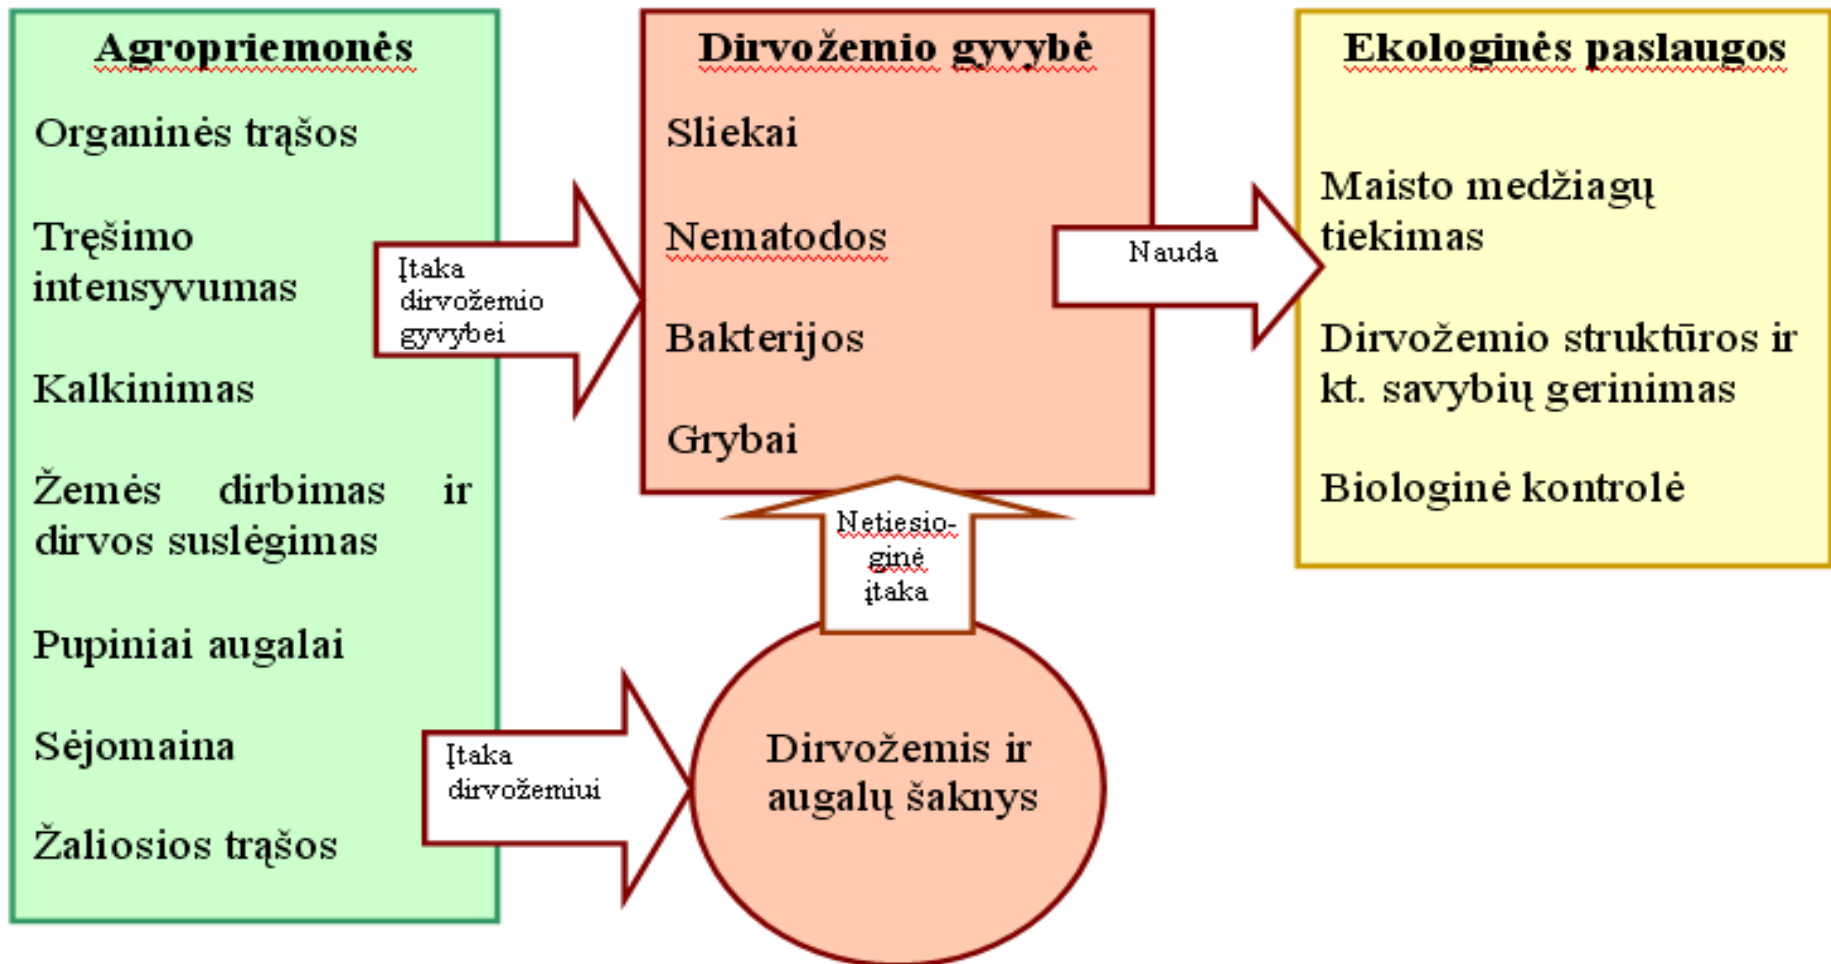 Agropriemonės
Organinės trąšos
Tręšimo
intensyvumas
Kalkinimas
Žemės dirbimas ir
dirvos suslėgimas
Pupiniai augalai
Sėjomaina
Žaliosios trąšos
Įtaka
dirvožemio
gyvybei
Įtaka
dirvožemiui
Dirvožemio gyvybė
Sliekai
Nematodos
Bakterijos
Grybai
Netiesio-
ginė
įtaka
Dirvožemis ir
augalų šaknys
Nauda
Ekologinės paslaugos
Maisto medžiagų
tiekimas
Dirvožemio struktūros ir
kt. savybių gerinimas
Biologinė kontrolė